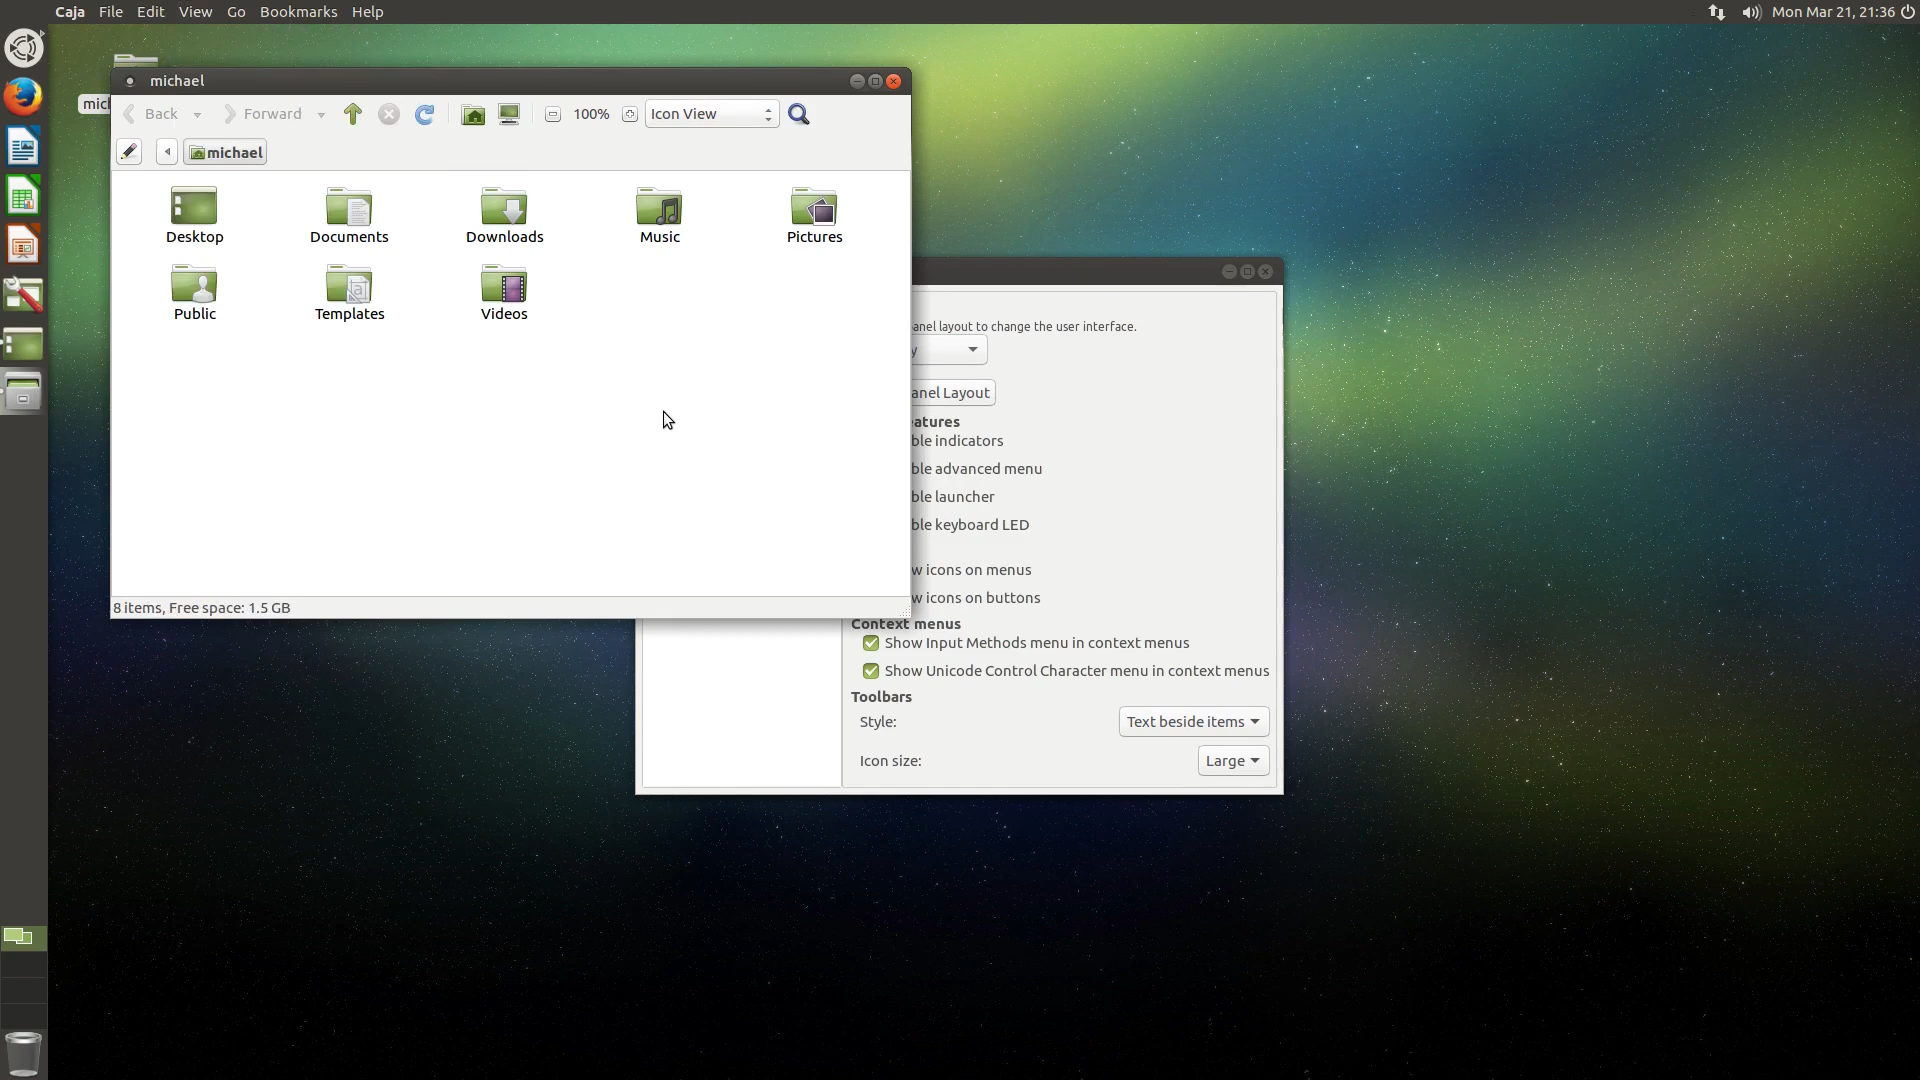 Caja File Edit View Go Bookmarks Help
Mon Mar 21, 21:36
mich
michael
Back Forward 100% Icon View
michael
Desktop Documents Downloads Music Pictures
Public Templates Videos
8 items, Free space: 1.5 GB
anel layout to change the user interface.
y
anel Layout
eatures
ble indicators
ble advanced menu
ble launcher
ble keyboard LED
w icons on menus
w icons on buttons
Context menus
Show Input Methods menu in context menus
Show Unicode Control Character menu in context menus
Toolbars
Style: Text beside items
Icon size: Large